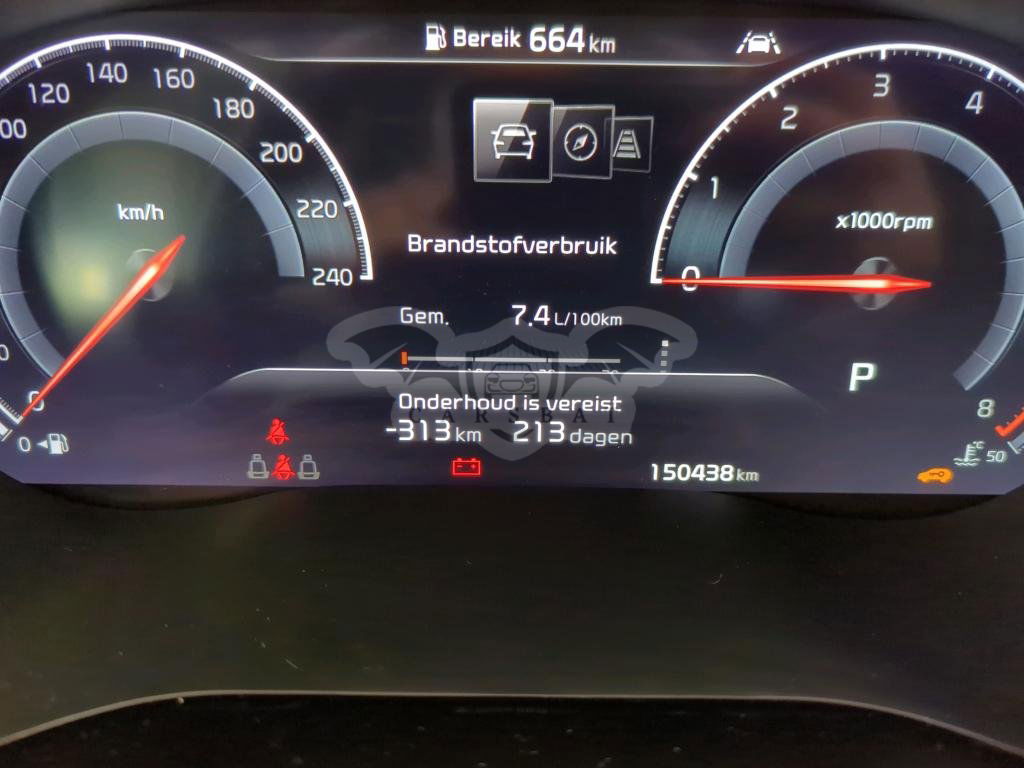 Bereik 664 km
120 140 160 180 200 220 240
km/h
0
Brandstofverbruik
Gem. 7.4 L/100km
Onderhoud is vereist
-313 km 213 dagen
CARSBAT
150438 km
0 1 2 3 4 8
x1000rpm
P
0
°C
50